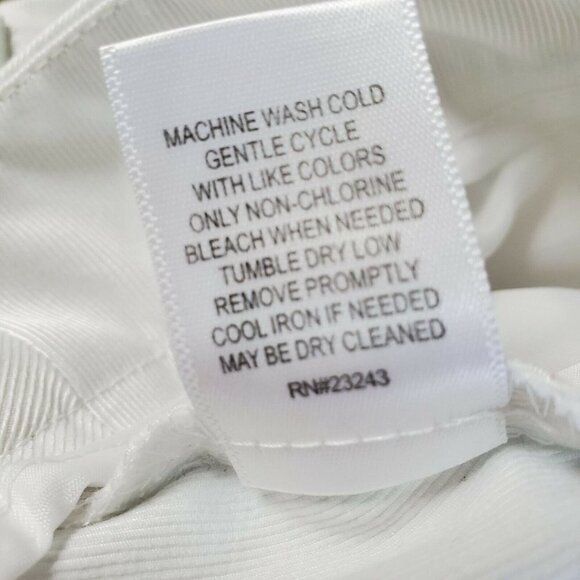 MACHINE WASH COLD
GENTLE CYCLE
WITH LIKE COLORS
ONLY NON-CHLORINE
BLEACH WHEN NEEDED
TUMBLE DRY LOW
REMOVE PROMPTLY
COOL IRON IF NEEDED
MAY BE DRY CLEANED
RN#23243